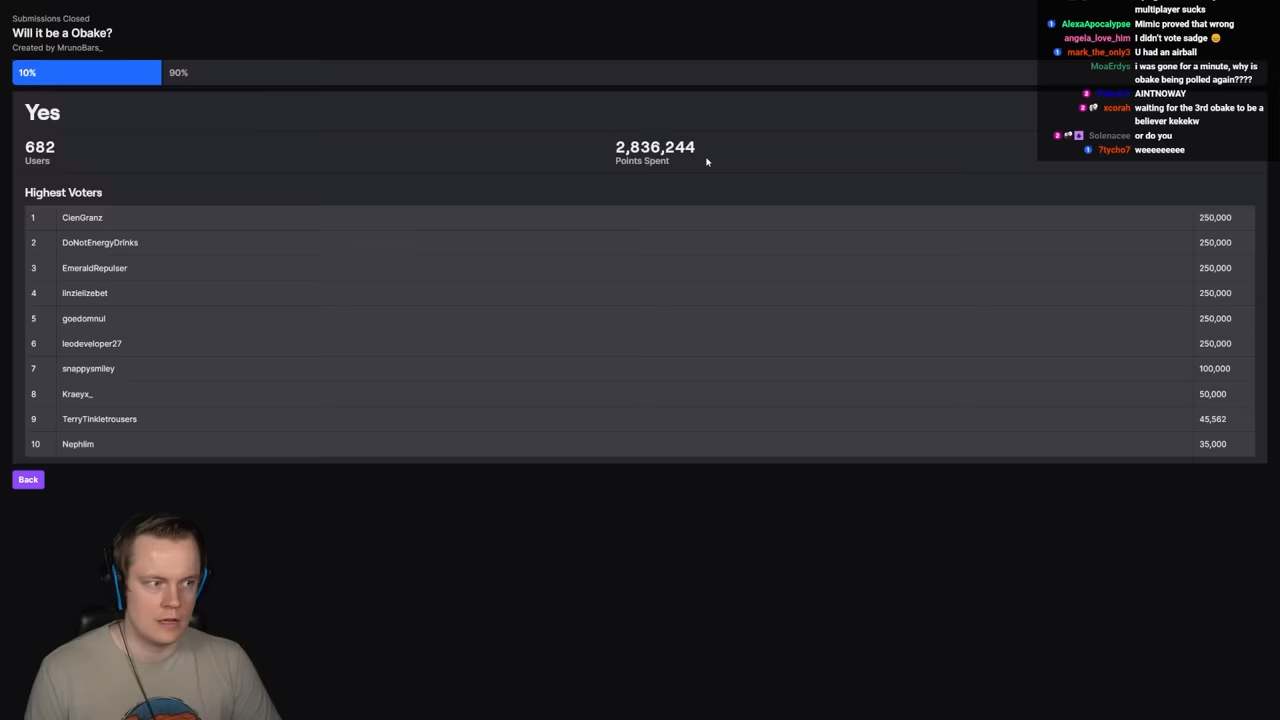 Submissions Closed
Will it be a Obake?
Created by MrunoBars_
10%
90%
Yes
682
Users
2,836,244
Points Spent
Highest Voters
1 CienGranz 250,000
2 DoNotEnergyDrinks 250,000
3 EmeraldRepulser 250,000
4 linzielizebet 250,000
5 goedomnul 250,000
6 leodeveloper27 250,000
7 snappysmiley 100,000
8 Kraeyx_ 50,000
9 TerryTinkletrousers 45,562
10 Nephlim 35,000
Back
multiplayer sucks
AlexaApocalypse Mimic proved that wrong
angela_love_him I didn't vote sadge
mark_the_only3 U had an airball
MoaErdys i was gone for a minute, why is
obake being polled again????
AINTNOWAY
xcorah waiting for the 3rd obake to be a
believer kekekw
Solenacee or do you
7tycho7 weeeeeeeee